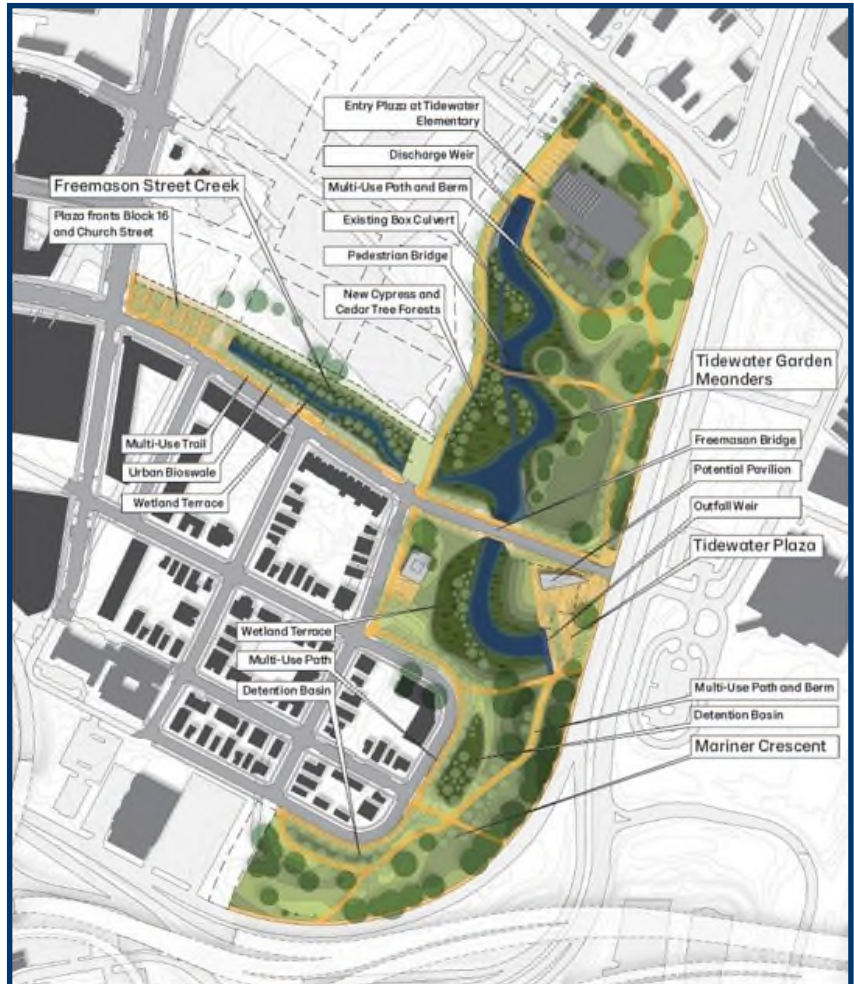 Entry Plaza at Tidewater
Elementary
Discharge Weir
Multi-Use Path and Berm
Existing Box Culvert
Pedestrian Bridge
New Cypress and
Cedar Tree Forests
Freemason Street Creek
Plaza fronts Block 16
and Church Street
Multi-Use Trail
Urban Bioswale
Wetland Terrace
Tidewater Garden
Meanders
Freemason Bridge
Potential Pavilion
Outfall Weir
Tidewater Plaza
Wetland Terrace
Multi-Use Path
Detention Basin
Multi-Use Path and Berm
Detention Basin
Mariner Crescent